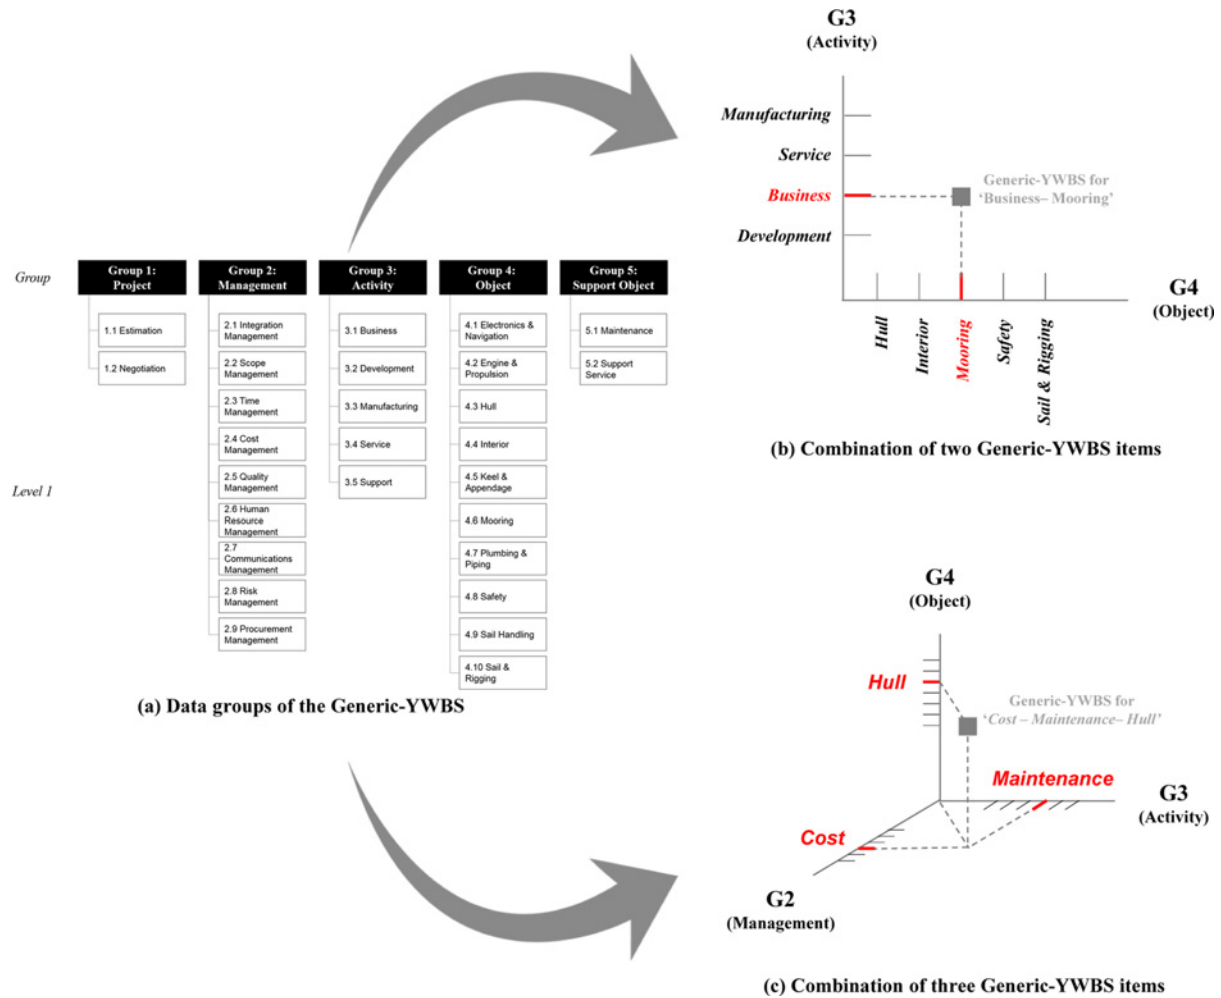 Group
Level 1
Group 1:
Project
1.1 Estimation
1.2 Negotiation
Group 2:
Management
2.1 Integration
Management
2.2 Scope
Management
2.3 Time
Management
2.4 Cost
Management
2.5 Quality
Management
2.6 Human
Resource
Management
2.7
Communications
Management
2.8 Risk
Management
2.9 Procurement
Management
Group 3:
Activity
3.1 Business
3.2 Development
3.3 Manufacturing
3.4 Service
3.5 Support
Group 4:
Object
4.1 Electronics &
Navigation
4.2 Engine &
Propulsion
4.3 Hull
4.4 Interior
4.5 Keel &
Appendage
4.6 Mooring
4.7 Plumbing &
Piping
4.8 Safety
4.9 Sail Handling
4.10 Sail &
Rigging
Group 5:
Support Object
5.1 Maintenance
5.2 Support
Service
(a) Data groups of the Generic-YWBS
G3
(Activity)
Manufacturing
Service
Business
Development
Generic-YWBS for
‘Business– Mooring’
G4
(Object)
Hull
Interior
Mooring
Safety
Sail & Rigging
(b) Combination of two Generic-YWBS items
G4
(Object)
Hull
Generic-YWBS for
‘Cost – Maintenance– Hull’
Maintenance
G3
(Activity)
Cost
G2
(Management)
(c) Combination of three Generic-YWBS items